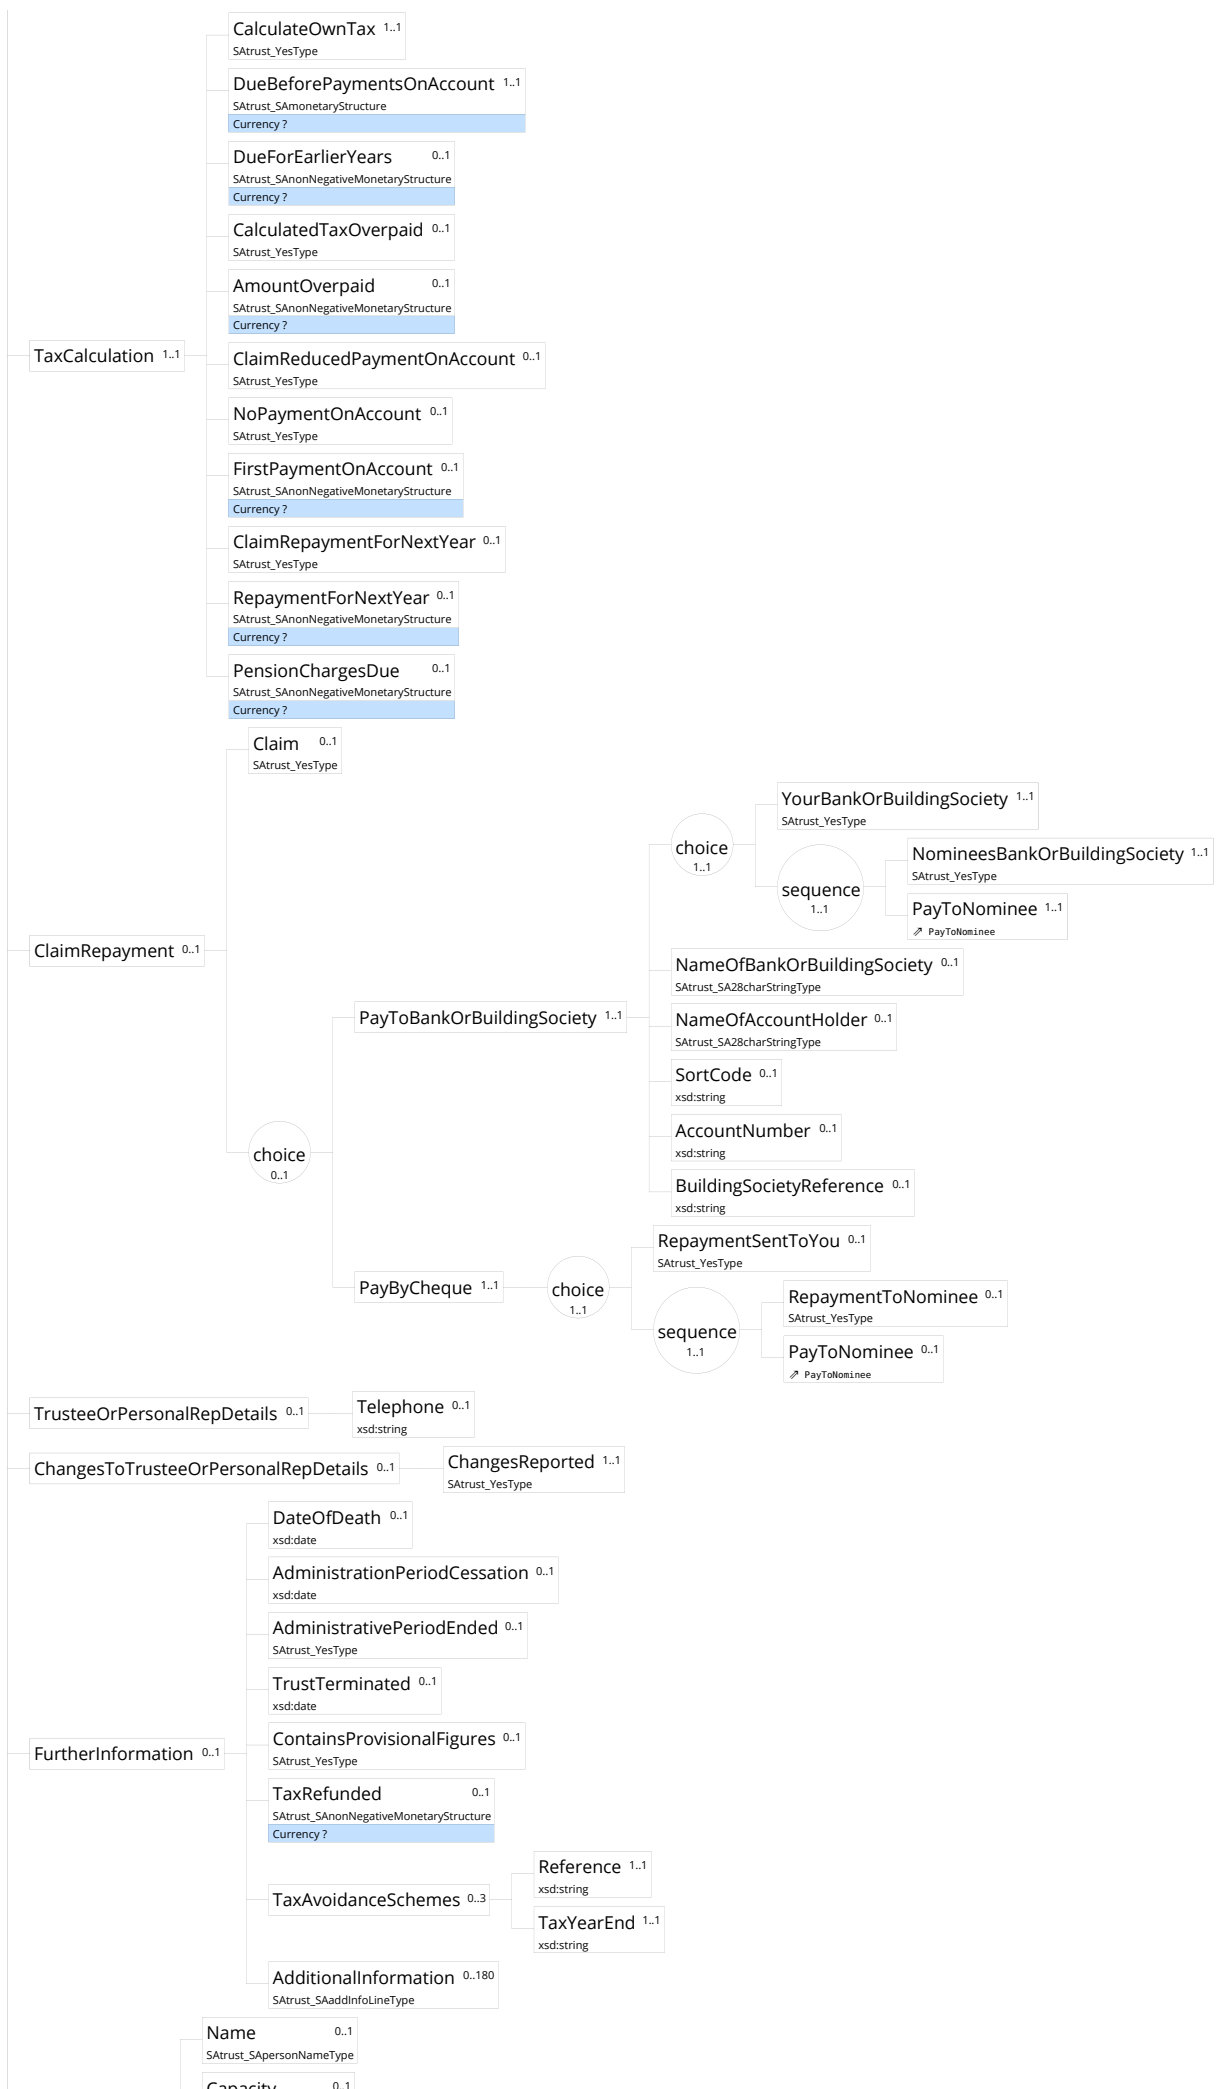 CalculateOwnTax 1..1
SAtrust_YesType
DueBeforePaymentsOnAccount 1..1
SAtrust_SAmonetaryStructure
Currency ?
DueForEarlierYears 0..1
SAtrust_SAnonNegativeMonetaryStructure
Currency ?
CalculatedTaxOverpaid 0..1
SAtrust_YesType
AmountOverpaid 0..1
SAtrust_SAnonNegativeMonetaryStructure
Currency ?
TaxCalculation 1..1
ClaimReducedPaymentOnAccount 0..1
SAtrust_YesType
NoPaymentOnAccount 0..1
SAtrust_YesType
FirstPaymentOnAccount 0..1
SAtrust_SAnonNegativeMonetaryStructure
Currency ?
ClaimRepaymentForNextYear 0..1
SAtrust_YesType
RepaymentForNextYear 0..1
SAtrust_SAnonNegativeMonetaryStructure
Currency ?
PensionChargesDue 0..1
SAtrust_SAnonNegativeMonetaryStructure
Currency ?
Claim 0..1
SAtrust_YesType
YourBankOrBuildingSociety 1..1
SAtrust_YesType
choice
1..1
NomineesBankOrBuildingSociety 1..1
SAtrust_YesType
sequence
1..1
PayToNominee 1..1
⇗ PayToNominee
ClaimRepayment 0..1
NameOfBankOrBuildingSociety 0..1
SAtrust_SA28charStringType
PayToBankOrBuildingSociety 1..1
NameOfAccountHolder 0..1
SAtrust_SA28charStringType
SortCode 0..1
xsd:string
AccountNumber 0..1
xsd:string
choice
0..1
BuildingSocietyReference 0..1
xsd:string
RepaymentSentToYou 0..1
SAtrust_YesType
PayByCheque 1..1
choice
1..1
RepaymentToNominee 0..1
SAtrust_YesType
sequence
1..1
PayToNominee 0..1
⇗ PayToNominee
TrusteeOrPersonalRepDetails 0..1
Telephone 0..1
xsd:string
ChangesToTrusteeOrPersonalRepDetails 0..1
ChangesReported 1..1
SAtrust_YesType
DateOfDeath 0..1
xsd:date
AdministrationPeriodCessation 0..1
xsd:date
AdministrativePeriodEnded 0..1
SAtrust_YesType
TrustTerminated 0..1
xsd:date
FurtherInformation 0..1
ContainsProvisionalFigures 0..1
SAtrust_YesType
TaxRefunded 0..1
SAtrust_SAnonNegativeMonetaryStructure
Currency ?
TaxAvoidanceSchemes 0..3
Reference 1..1
xsd:string
TaxYearEnd 1..1
xsd:string
AdditionalInformation 0..180
SAtrust_SAaddInfoLineType
Name 0..1
SAtrust_SApersonNameType
Capacity 0..1